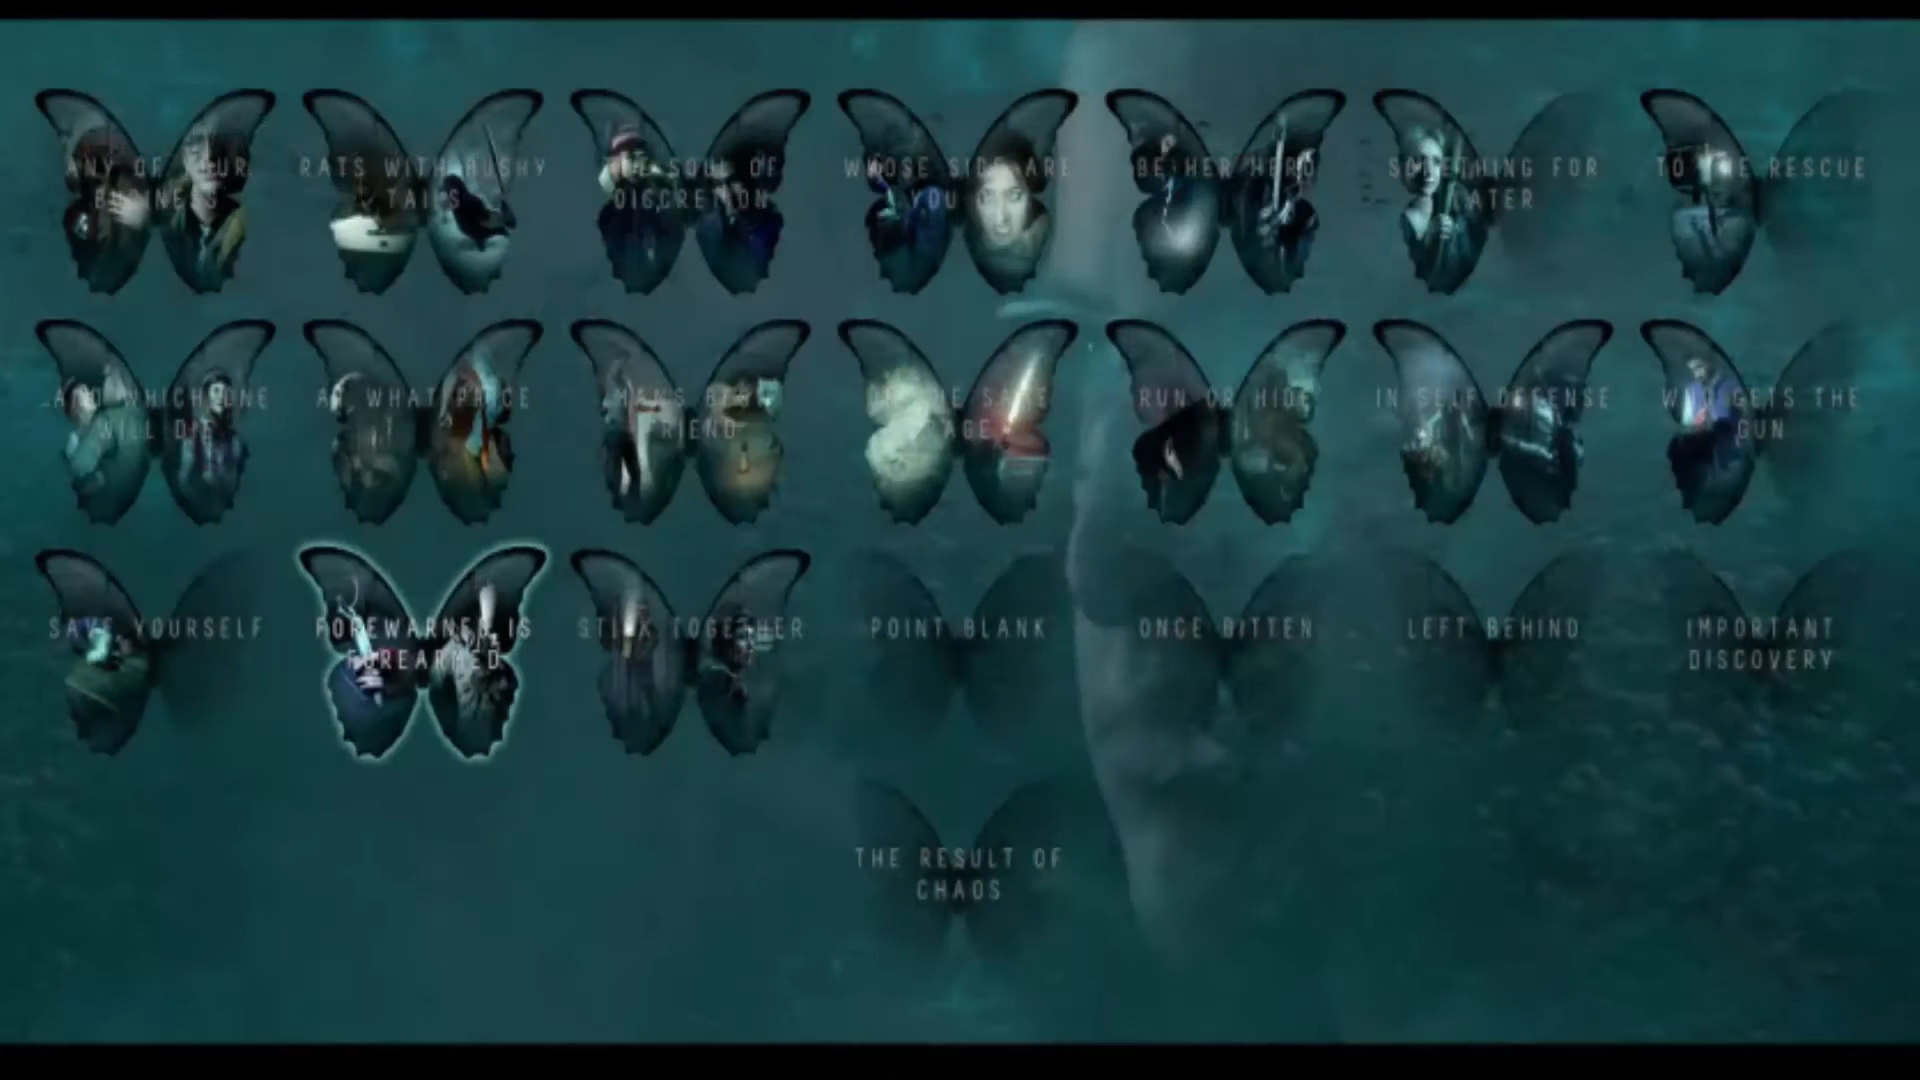 ANY OF YOUR
BUSINESS
RATS WITH BUSHY
TAILS
THE SOUL OF
DISCRETION
WHOSE SIDE ARE
YOU ON
BE HER HERO
SOMETHING FOR
LATER
TO THE RESCUE
...AND WHICH ONE
WILL DIE
AT WHAT PRICE
MANS BEST
FRIEND
AGE
RUN OR HIDE
IN SELF DEFENSE
WHO GETS THE
GUN
SAVE YOURSELF
FOREWARNED IS
FOREARMED
STICK TOGETHER
POINT BLANK
ONCE BITTEN
LEFT BEHIND
IMPORTANT
DISCOVERY
THE RESULT OF
CHAOS